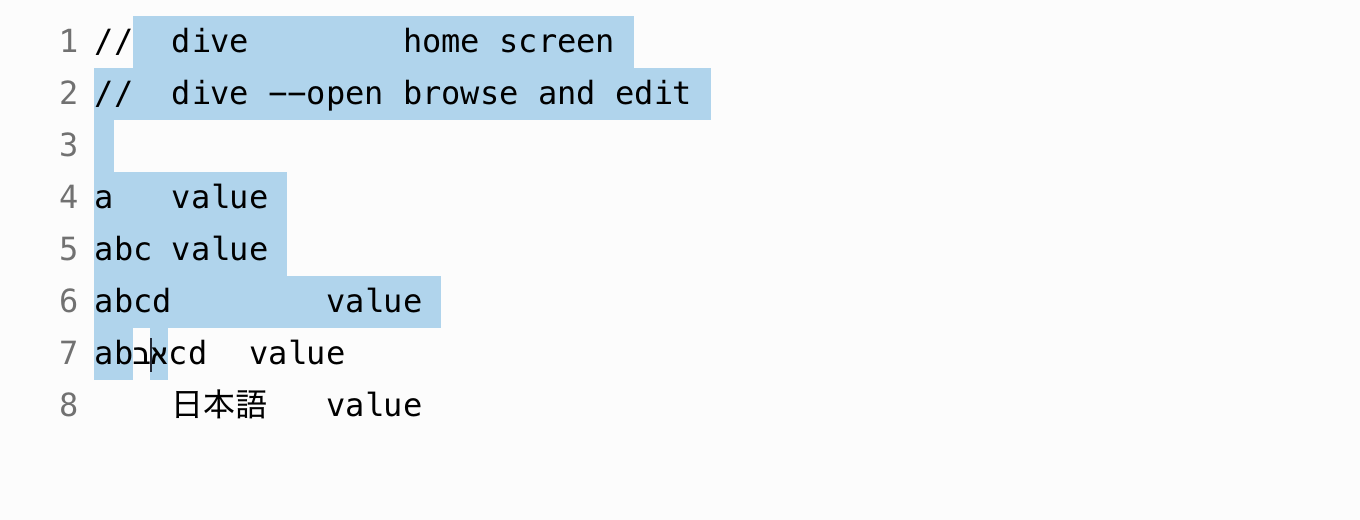 1 //  dive        home screen
2 //  dive --open browse and edit
3
4 a   value
5 abc value
6 abcd        value
7 abאבcd  value
8     日本語   value